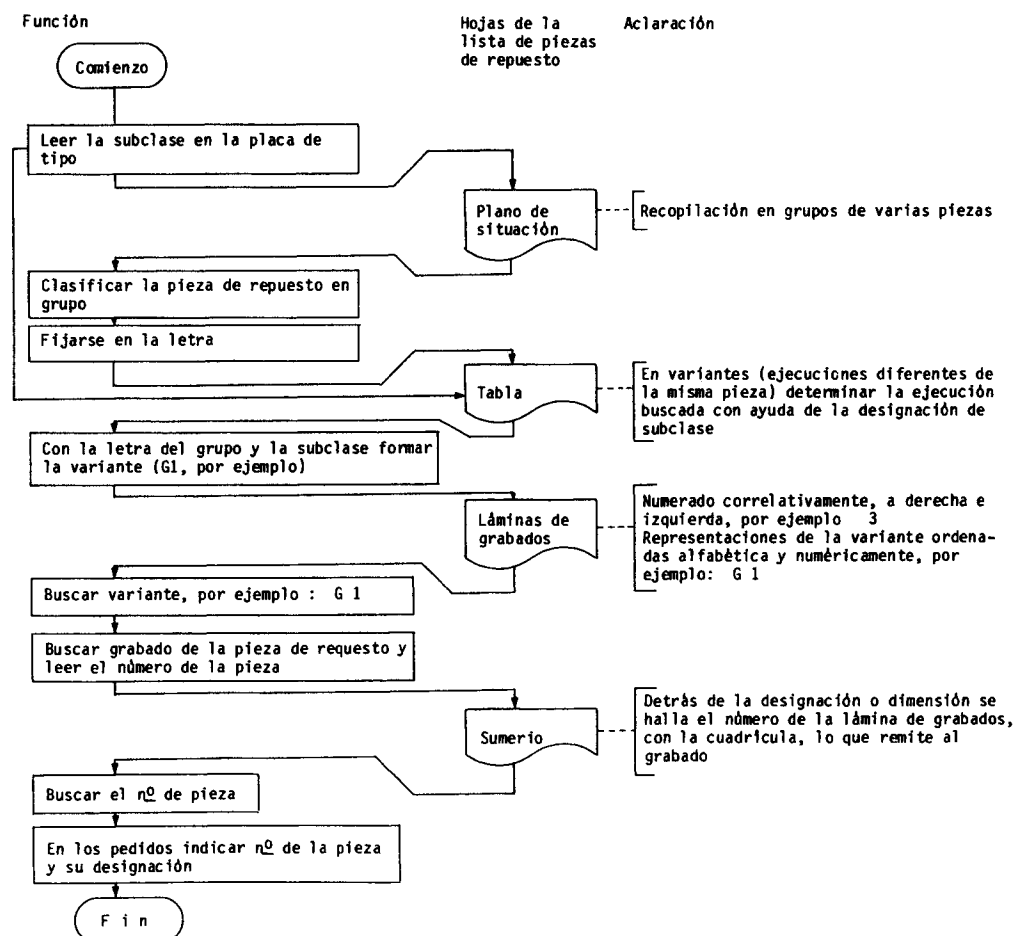 Función
Hojas de la
lista de piezas
de repuesto
Aclaración
Comienzo
Leer la subclase en la placa de
tipo
Plano de
situación
Recopilación en grupos de varias piezas
Clasificar la pieza de repuesto en
grupo
Fijarse en la letra
Tabla
En variantes (ejecuciones diferentes de
la misma pieza) determinar la ejecución
buscada con ayuda de la designación de
subclase
Con la letra del grupo y la subclase formar
la variante (G1, por ejemplo)
Láminas de
grabados
Numerado correlativamente, a derecha e
izquierda, por ejemplo 3
Representaciones de la variante ordena-
das alfabética y numéricamente, por
ejemplo: G 1
Buscar variante, por ejemplo : G 1
Buscar grabado de la pieza de requesto y
leer el número de la pieza
Sumerio
Detrás de la designación o dimensión se
halla el número de la lámina de grabados,
con la cuadrícula, lo que remite al
grabado
Buscar el nº de pieza
En los pedidos indicar nº de la pieza
y su designación
F i n